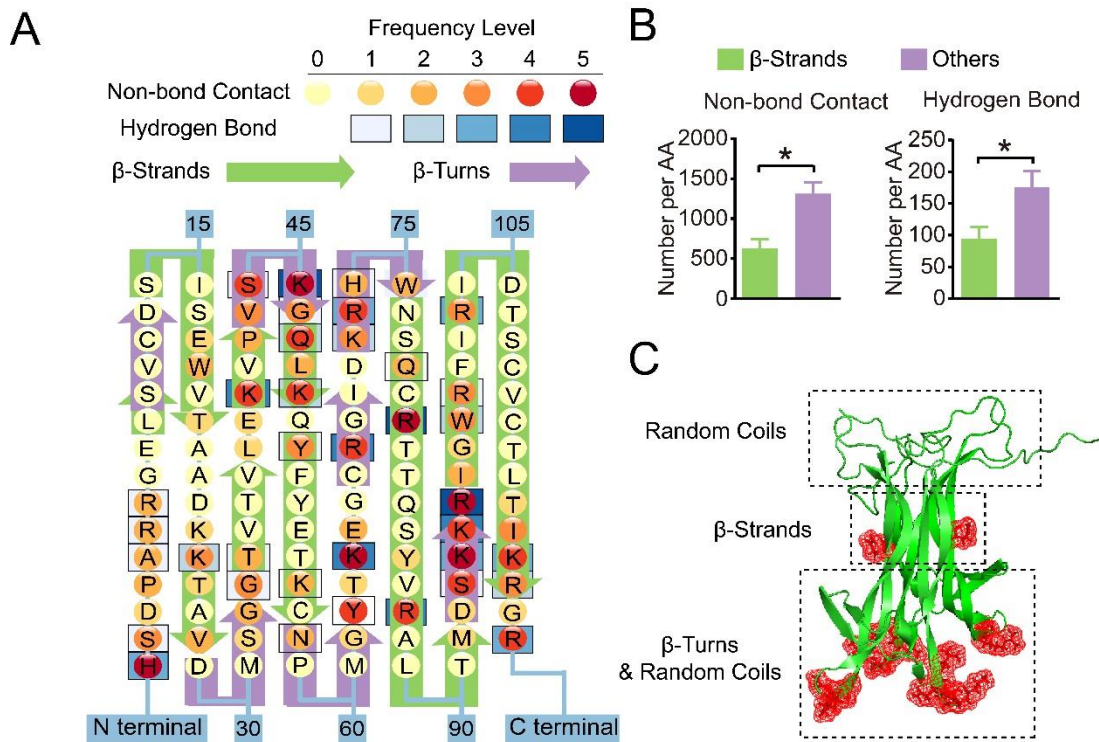 A
Frequency Level
0 1 2 3 4 5
Non-bond Contact
Hydrogen Bond
β-Strands β-Turns
15 45 75 105
S I S K H W I D
D S V G R N R T
C E P Q K S I S
V W V L D Q F C
S V K K I C R V
L T E Q G R W C
E A L Y R T G T
G A V F C T I L
R D T Y G Q R T
R K V E E S K I
A K T T K Y K K
P T G K T V S R
D A G C Y R D G
S V S N G A M R
H D M P M L T
N terminal 30 60 90 C terminal
B
β-Strands Others
Non-bond Contact
Number per AA
2000
1500
1000
500
0
*
Hydrogen Bond
Number per AA
250
200
150
100
50
0
*
C
Random Coils
β-Strands
β-Turns
& Random Coils